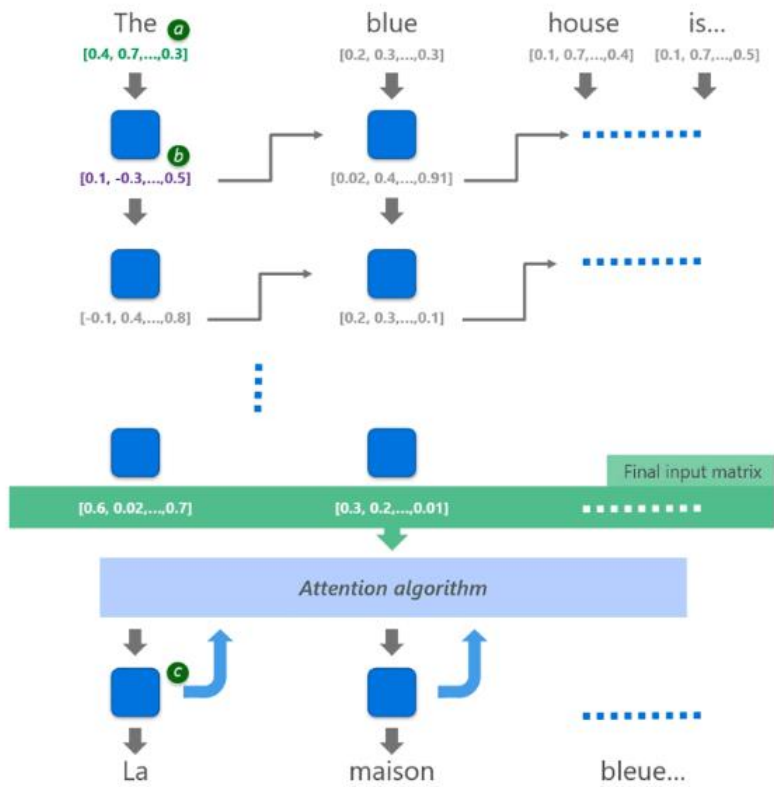 The a blue house is...
[0.4, 0.7,...,0.3] [0.2, 0.3,...,0.3] [0.1, 0.7,...,0.4] [0.1, 0.7,...,0.5]
b
[0.1, -0.3,...,0.5] [0.02, 0.4,...,0.91]
[-0.1, 0.4,...,0.8] [0.2, 0.3,...,0.1]
Final input matrix
[0.6, 0.02,...,0.7] [0.3, 0.2,...,0.01]
Attention algorithm
c
La maison bleue...